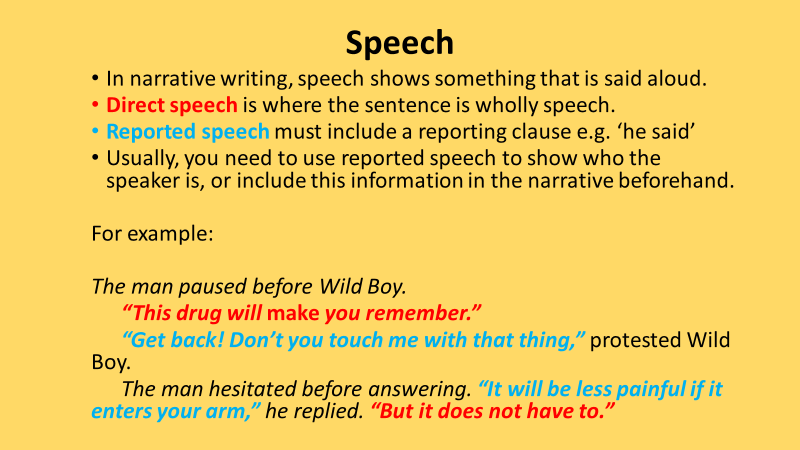 Speech
• In narrative writing, speech shows something that is said aloud.
• Direct speech is where the sentence is wholly speech.
• Reported speech must include a reporting clause e.g. ‘he said’
• Usually, you need to use reported speech to show who the
speaker is, or include this information in the narrative beforehand.
For example:
The man paused before Wild Boy.
“This drug will make you remember.”
“Get back! Don’t you touch me with that thing,” protested Wild
Boy.
The man hesitated before answering. “It will be less painful if it
enters your arm,” he replied. “But it does not have to.”